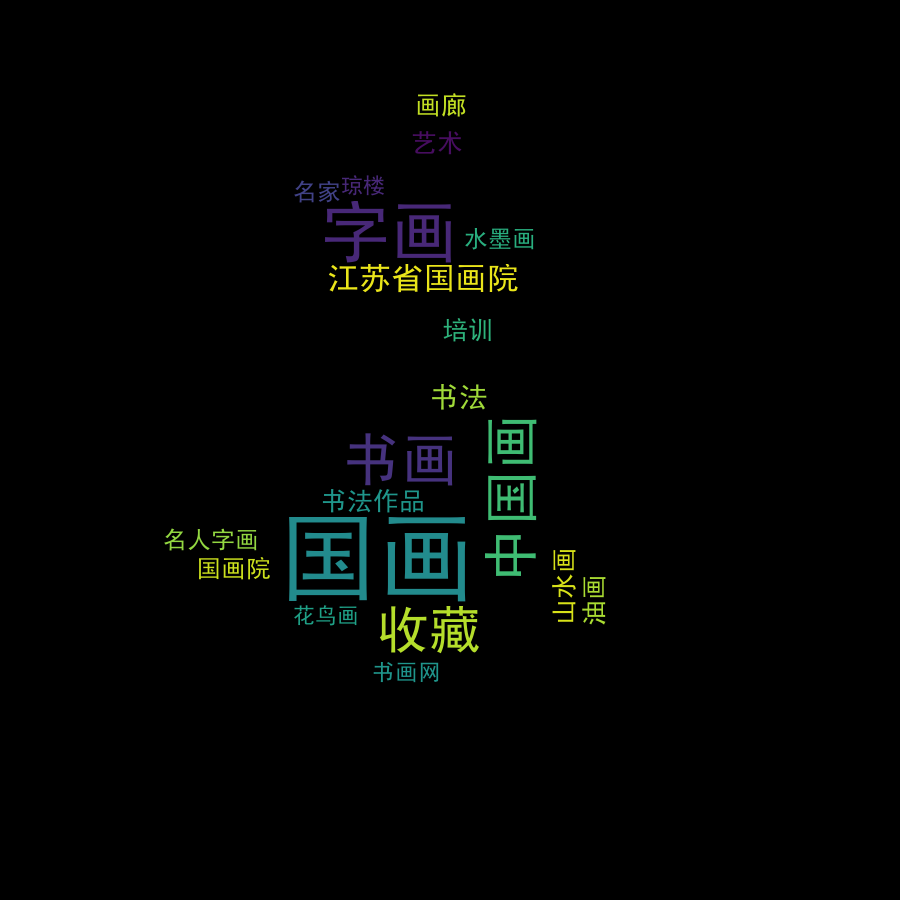 画廊
艺术
琼楼
名家
字画
水墨画
江苏省国画院
培训
书法
书画
中国画
书法作品
国画
名人字画
国画院
山水画
油画
花鸟画
收藏
书画网